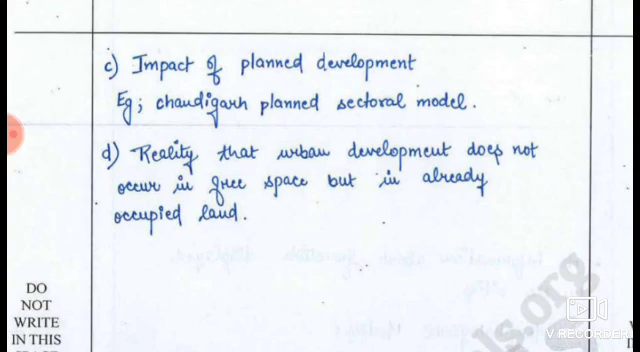 c) Impact of planned development
Eg; chandigarh planned sectoral model.
d) Reality that urban development does not
occur in free space but in already
occupied land.
DO
NOT
WRITE
IN THIS
V RECORDER